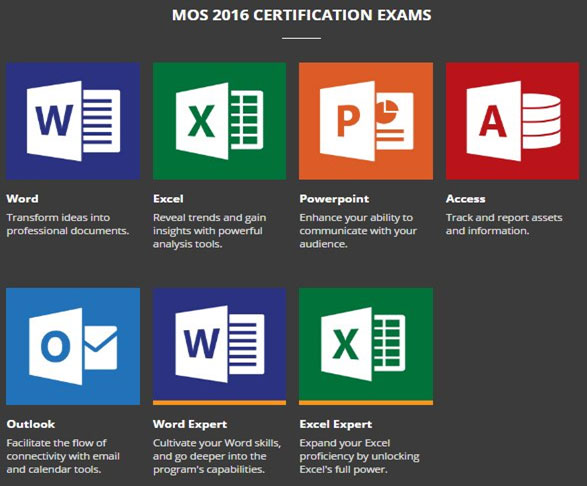 MOS 2016 CERTIFICATION EXAMS
W
X
P
A
Word
Transform ideas into
professional documents.
Excel
Reveal trends and gain
insights with powerful
analysis tools.
Powerpoint
Enhance your ability to
communicate with your
audience.
Access
Track and report assets
and information.
O
W
X
Outlook
Facilitate the flow of
connectivity with email
and calendar tools.
Word Expert
Cultivate your Word skills,
and go deeper into the
program's capabilities.
Excel Expert
Expand your Excel
proficiency by unlocking
Excel's full power.